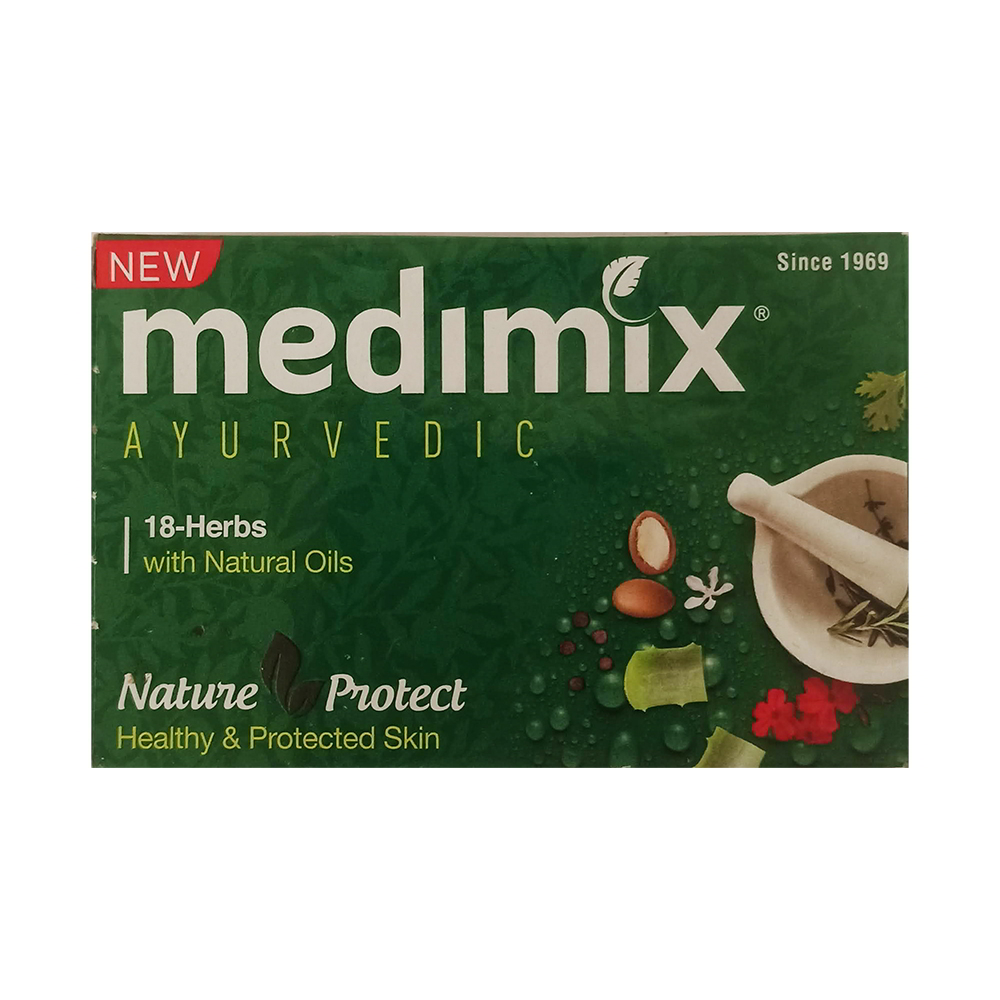 NEW
Since 1969
medimix®
AYURVEDIC
18-Herbs
with Natural Oils
Nature Protect
Healthy & Protected Skin